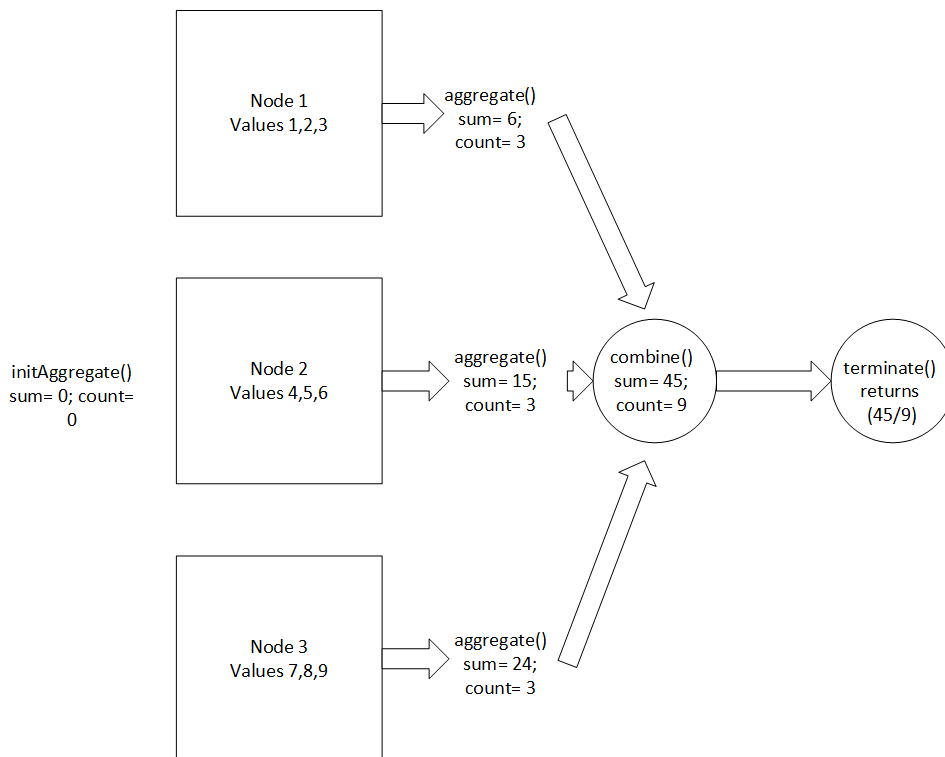 Node 1
Values 1,2,3
aggregate()
sum= 6;
count= 3
initAggregate()
sum= 0; count=
0
Node 2
Values 4,5,6
aggregate()
sum= 15;
count= 3
combine()
sum= 45;
count= 9
terminate()
returns
(45/9)
Node 3
Values 7,8,9
aggregate()
sum= 24;
count= 3